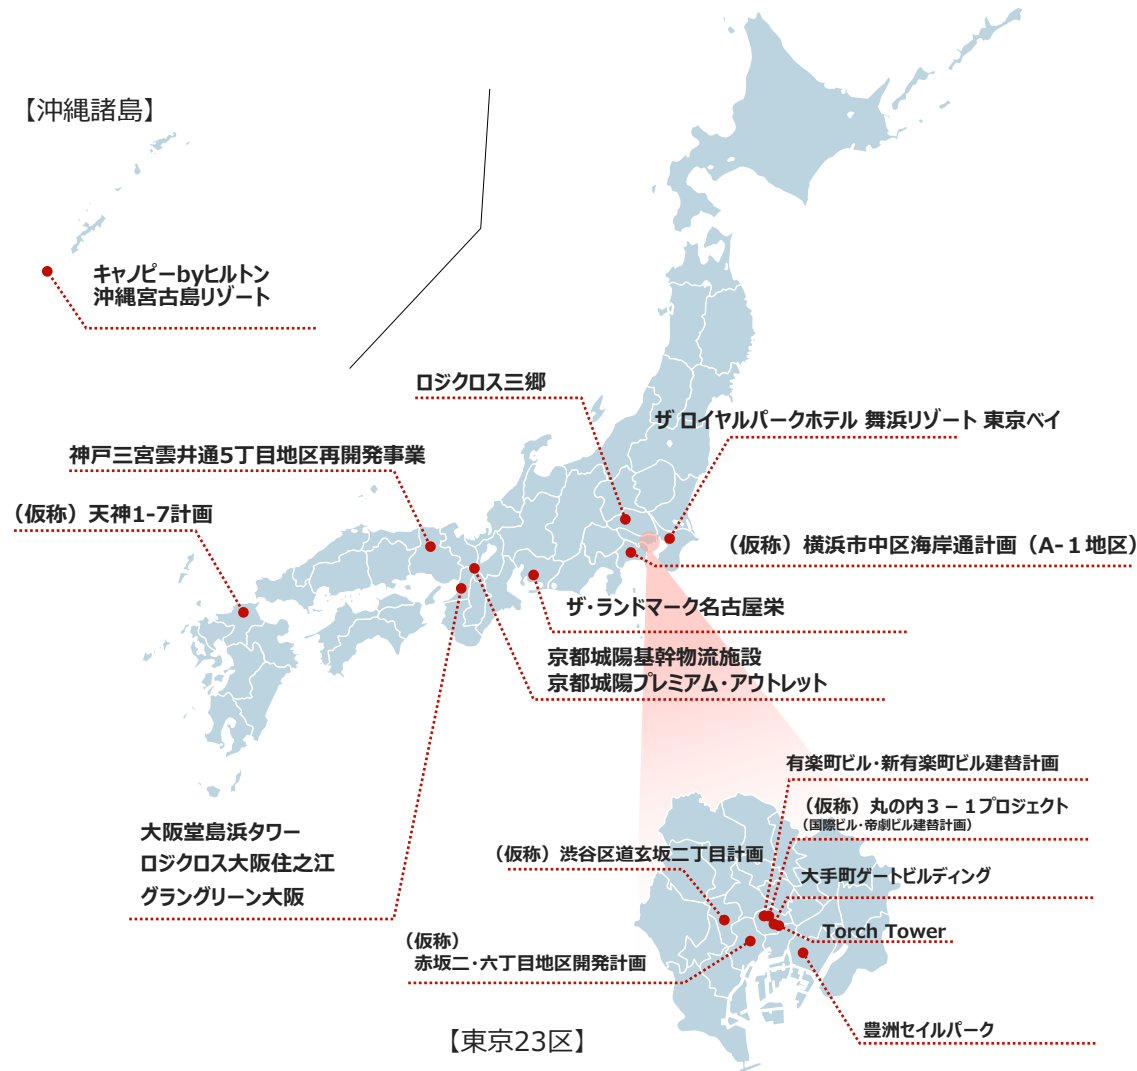 【沖縄諸島】
キャノピーbyヒルトン
沖縄宮古島リゾート
ロジクロス三郷
ザ ロイヤルパークホテル 舞浜リゾート 東京ベイ
神戸三宮雲井通5丁目地区再開発事業
（仮称）天神1-7計画
（仮称）横浜市中区海岸通計画（A-１地区）
ザ・ランドマーク名古屋栄
京都城陽基幹物流施設
京都城陽プレミアム・アウトレット
大阪堂島浜タワー
ロジクロス大阪住之江
グラングリーン大阪
有楽町ビル・新有楽町ビル建替計画
（仮称）丸の内３－１プロジェクト
（国際ビル・帝劇ビル建替計画）
（仮称）渋谷区道玄坂二丁目計画
大手町ゲートビルディング
Torch Tower
（仮称）
赤坂二・六丁目地区開発計画
豊洲セイルパーク
【東京23区】